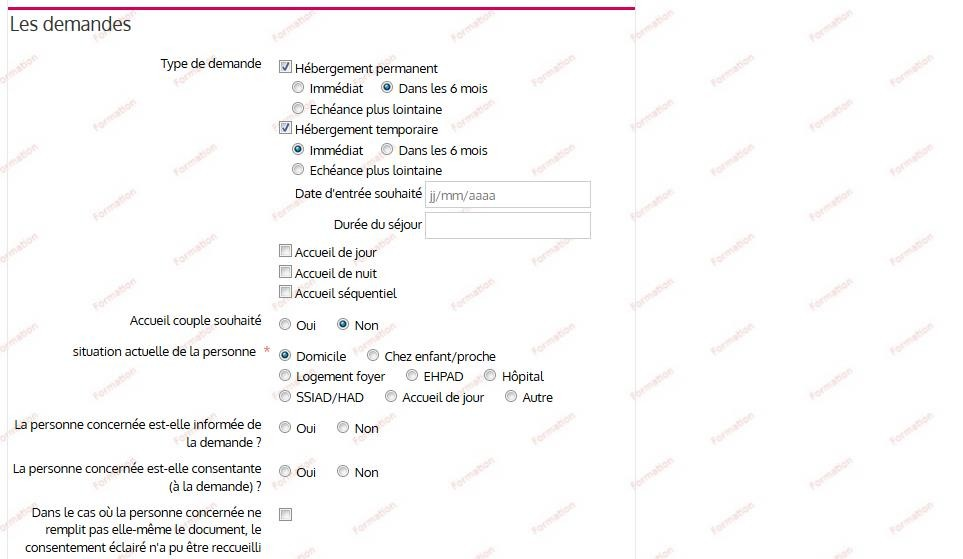 Les demandes
Type de demande Hébergement permanent
Immédiat Dans les 6 mois
Echéance plus lointaine
Hébergement temporaire
Immédiat Dans les 6 mois
Echéance plus lointaine
Date d'entrée souhaité jj/mm/aaaa
Durée du séjour
Accueil de jour
Accueil de nuit
Accueil séquentiel
Accueil couple souhaité Oui Non
situation actuelle de la personne * Domicile Chez enfant/proche
Logement foyer EHPAD Hôpital
SSIAD/HAD Accueil de jour Autre
La personne concernée est-elle informée de
la demande ? Oui Non
La personne concernée est-elle consentante
(à la demande) ? Oui Non
Dans le cas où la personne concernée ne
remplit pas elle-même le document, le
consentement éclairé n'a pu être reccueilli
Formation